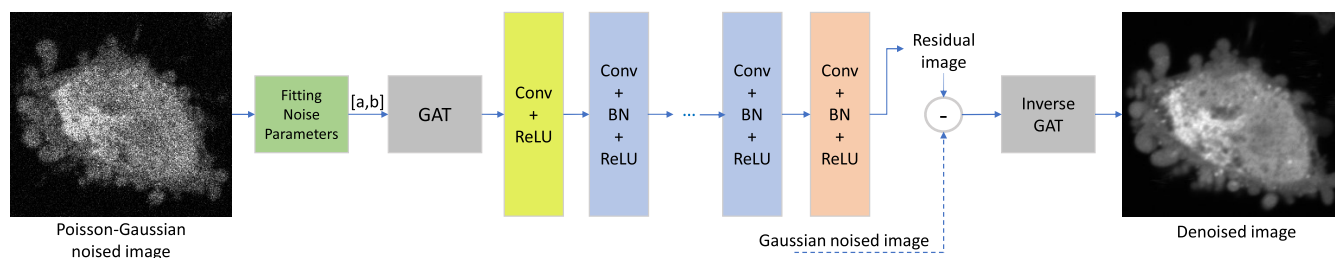 Poisson-Gaussian
noised image
Fitting
Noise
Parameters
[a,b]
GAT
Conv
+
ReLU
Conv
+
BN
+
ReLU
...
Conv
+
BN
+
ReLU
Conv
+
BN
+
ReLU
Residual
image
-
Gaussian noised image
Inverse
GAT
Denoised image